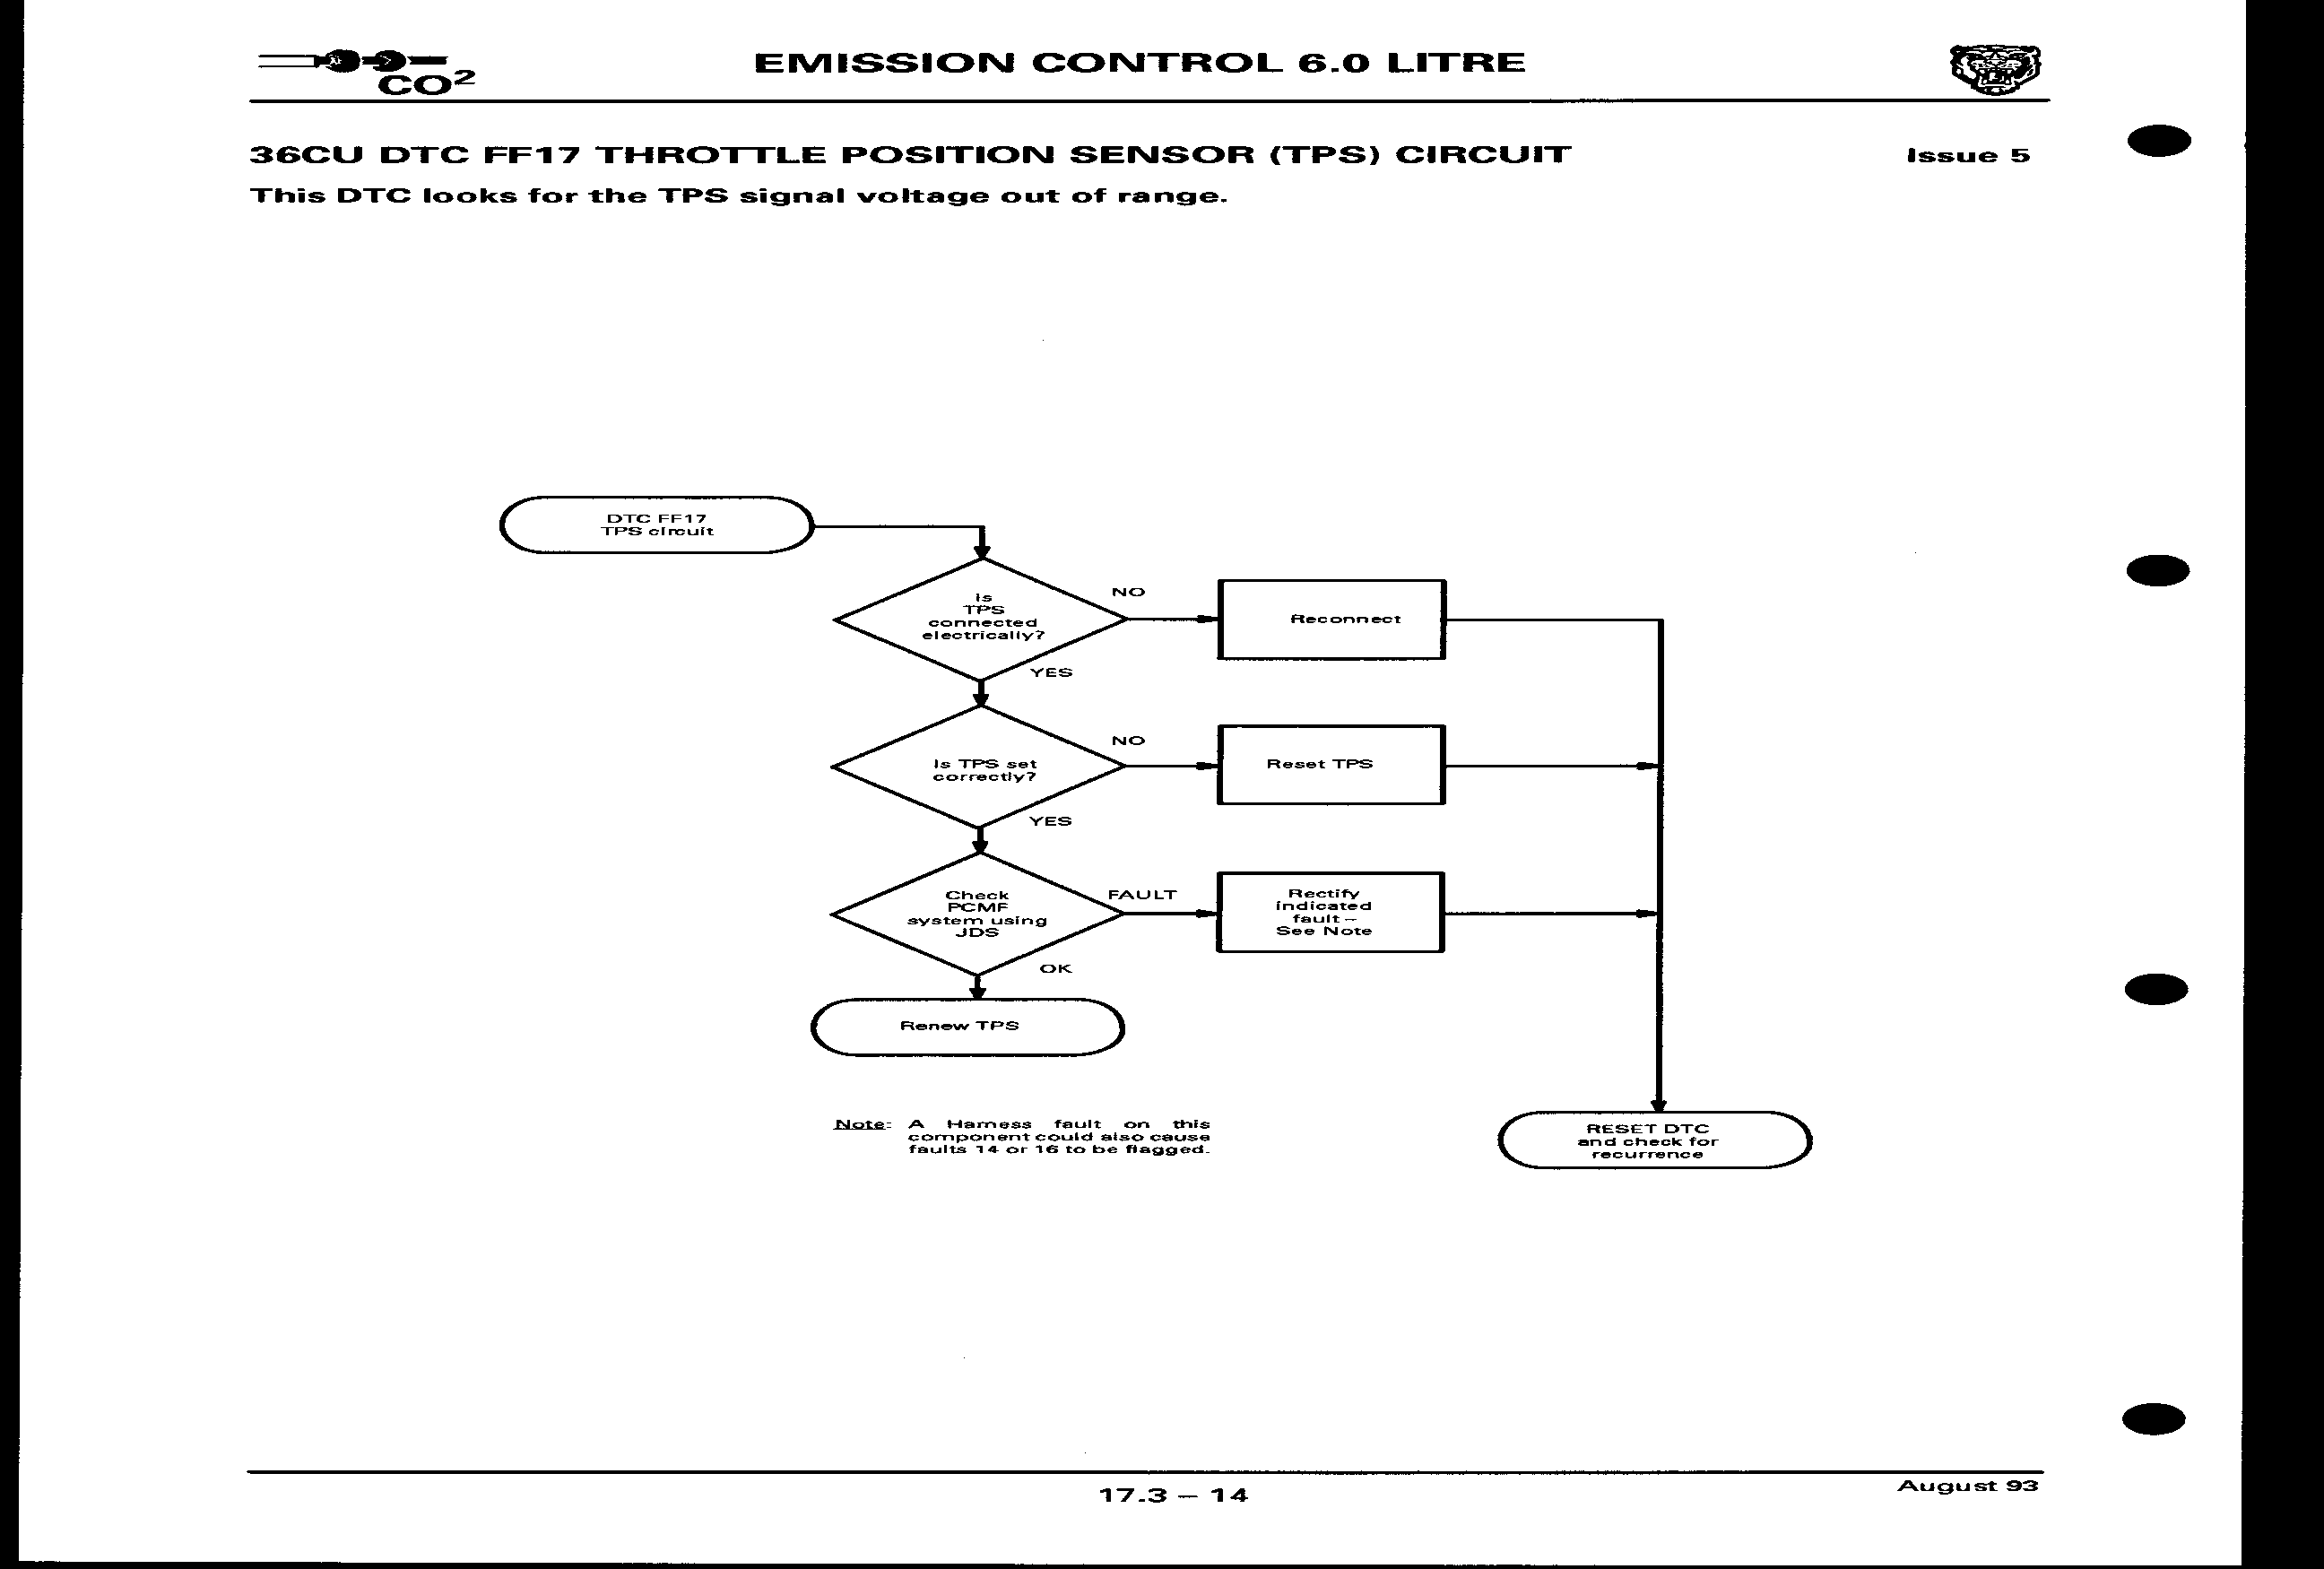 CO²
EMISSION CONTROL 6.0 LITRE
36CU DTC FF17 THROTTLE POSITION SENSOR (TPS) CIRCUIT
Issue 5
This DTC looks for the TPS signal voltage out of range.
DTC FF17
TPS circuit
Is
TPS
connected
electrically?
NO
Reconnect
YES
Is TPS set
correctly?
NO
Reset TPS
YES
Check
PCMF
system using
JDS
FAULT
Rectify
indicated
fault –
See Note
OK
Renew TPS
Note: A Harness fault on this
component could also cause
faults 14 or 16 to be flagged.
RESET DTC
and check for
recurrence
17.3 – 14
August 93